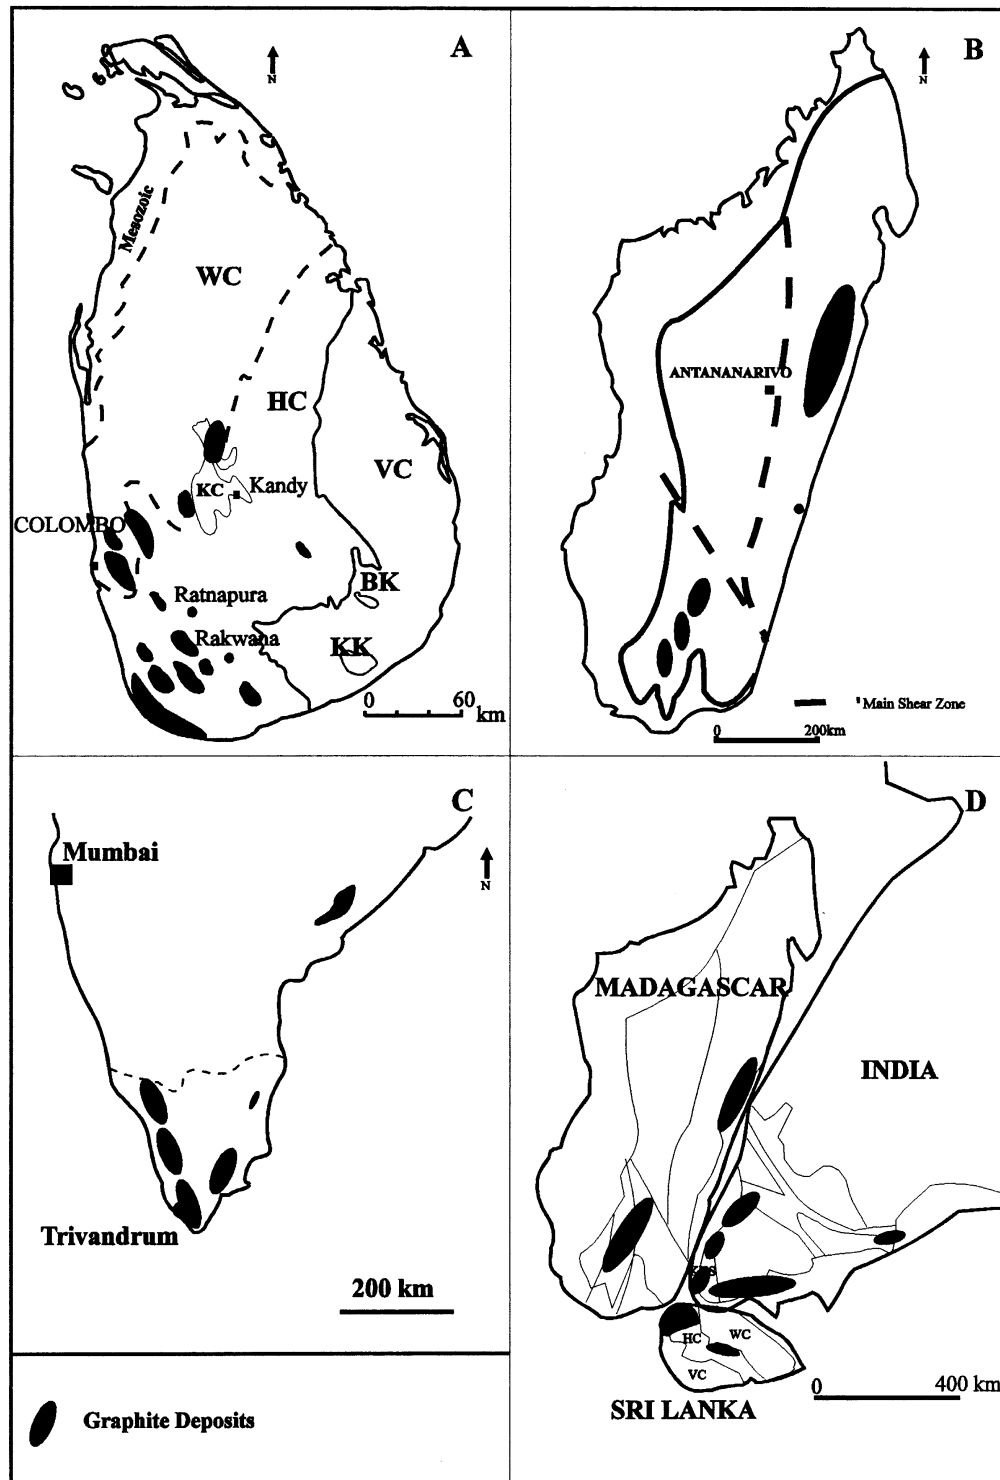 A
N
Mesozoic
WC
HC
VC
KC
Kandy
COLOMBO
BK
Ratnapura
Rakwana
KK
0 60 km
B
N
ANTANANARIVO
Main Shear Zone
0 200km
C
Mumbai
N
Trivandrum
200 km
Graphite Deposits
D
MADAGASCAR
INDIA
HC
WC
VC
0 400 km
SRI LANKA